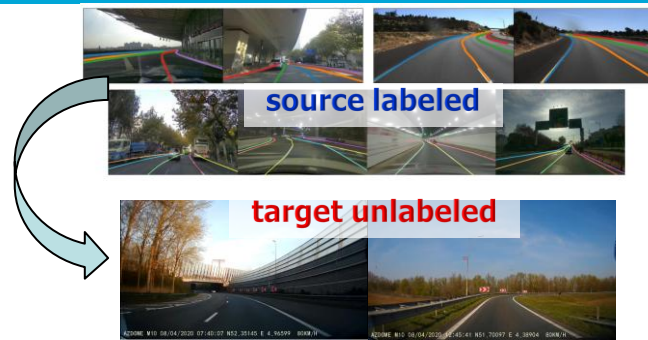 source labeled
target unlabeled
AZDOME M10 08/04/2020 07:40:07 N52.35145 E 4.96599 80KM/H
AZDOME M10 08/04/2020 12:45:41 N51.70097 E 4.38904 80KM/H